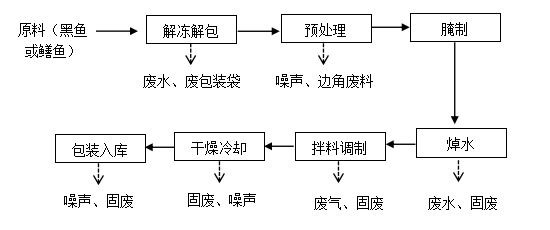 原料（黑鱼
或鳝鱼）
解冻解包
预处理
腌制
废水、废包装袋
噪声、边角废料
包装入库
干燥冷却
拌料调制
焯水
噪声、固废
固废、噪声
废气、固废
废水、固废